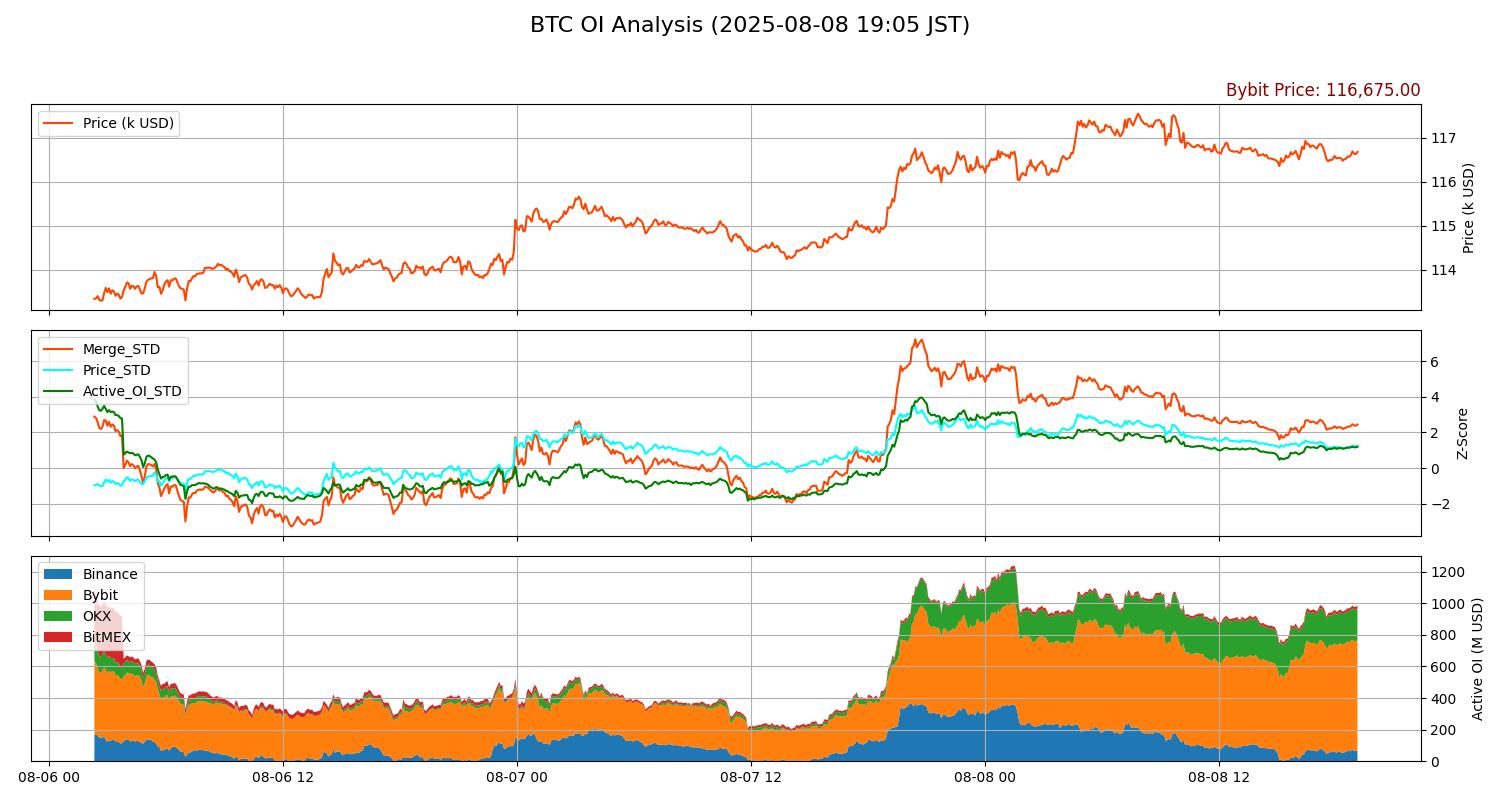 BTC OI Analysis (2025-08-08 19:05 JST)
Bybit Price: 116,675.00
Price (k USD)
117
116
115
114
Price (k USD)
Merge_STD
Price_STD
Active_OI_STD
6
4
2
0
−2
Z-Score
Binance
Bybit
OKX
BitMEX
1200
1000
800
600
400
200
0
Active OI (M USD)
08-06 00
08-06 12
08-07 00
08-07 12
08-08 00
08-08 12